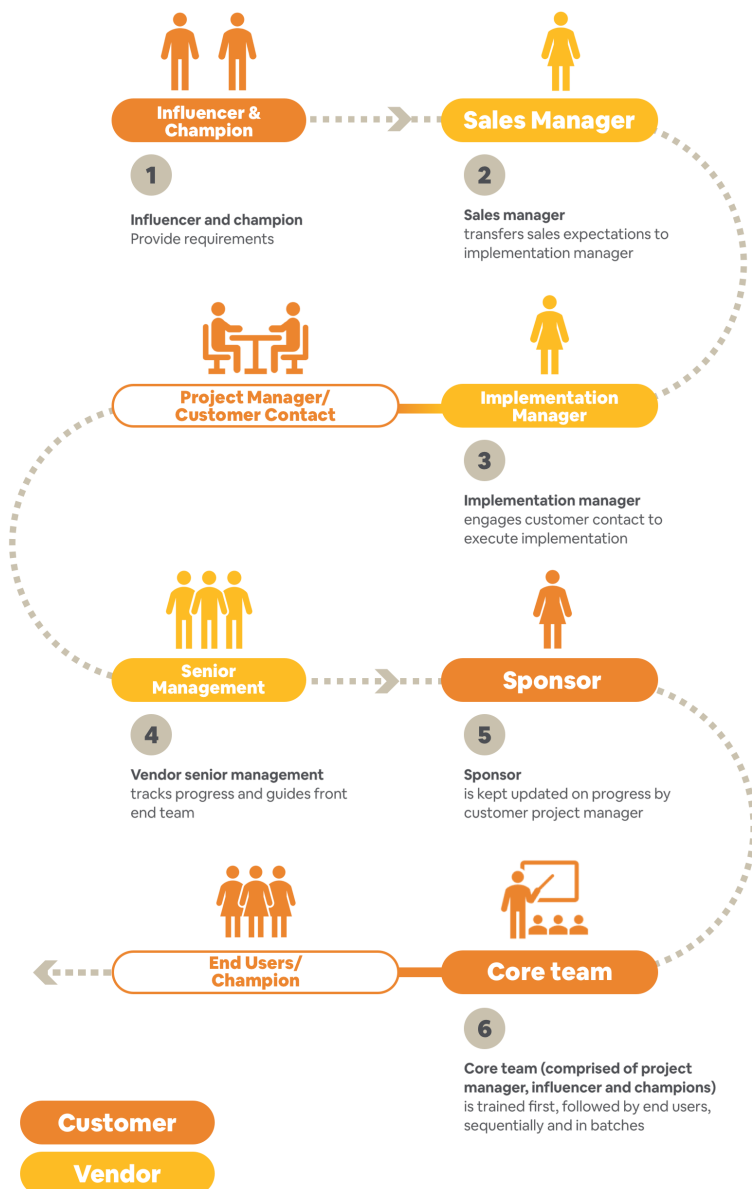 Influencer &
Champion
Sales Manager
1
Influencer and champion
Provide requirements
2
Sales manager
transfers sales expectations to
implementation manager
Project Manager/
Customer Contact
Implementation
Manager
3
Implementation manager
engages customer contact to
execute implementation
Senior
Management
Sponsor
4
Vendor senior management
tracks progress and guides front
end team
5
Sponsor
is kept updated on progress by
customer project manager
End Users/
Champion
Core team
6
Core team (comprised of project
manager, influencer and champions)
is trained first, followed by end users,
sequentially and in batches
Customer
Vendor